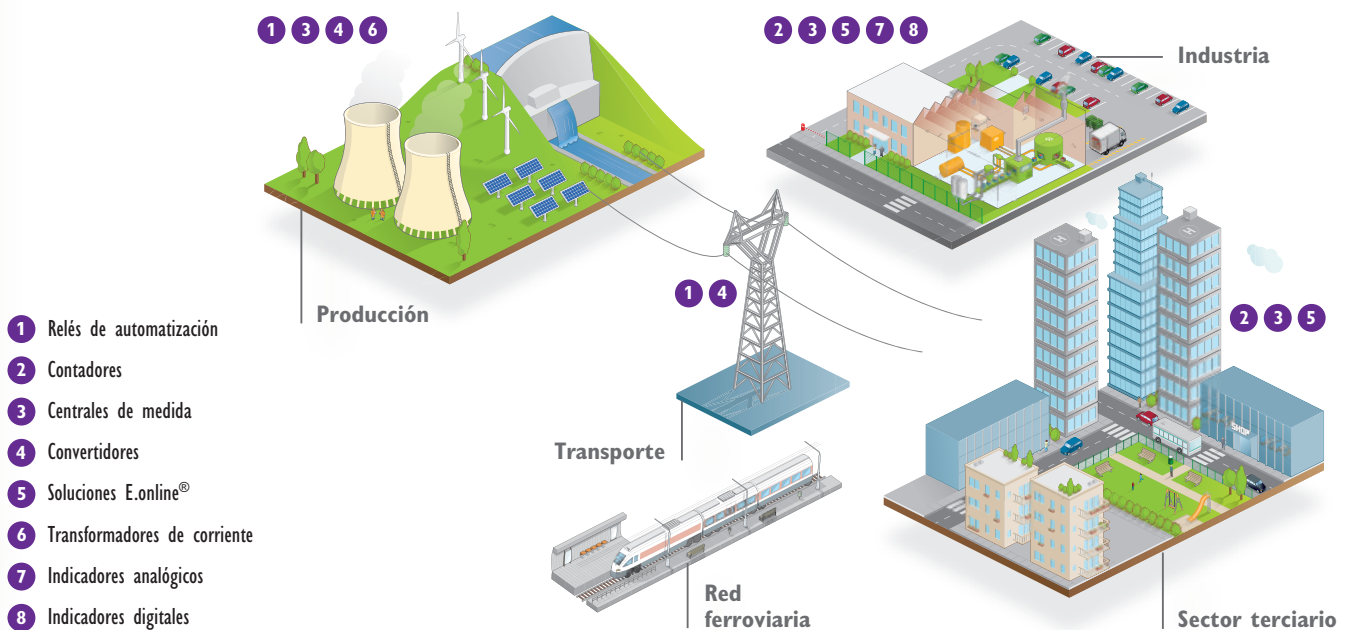 1 3 4 6
2 3 5 7 8
Industria
Producción
1 4
2 3 5
1 Relés de automatización
2 Contadores
3 Centrales de medida
4 Convertidores
5 Soluciones E.online®
6 Transformadores de corriente
7 Indicadores analógicos
8 Indicadores digitales
Transporte
H
H
SHOP
Red
ferroviaria
Sector terciario